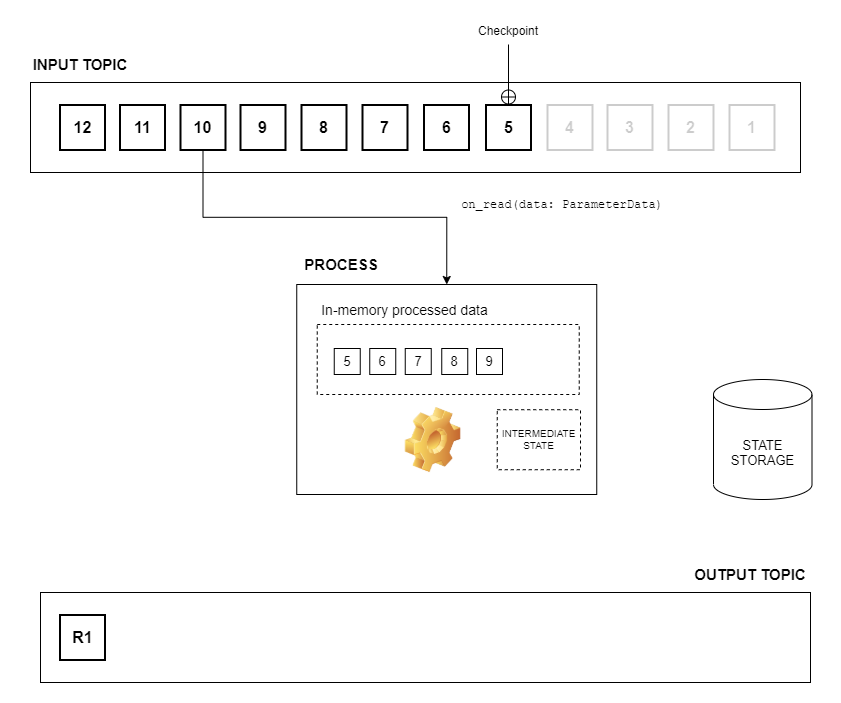 Checkpoint
INPUT TOPIC
12 11 10 9 8 7 6 5 4 3 2 1
on_read(data: ParameterData)
PROCESS
In-memory processed data
5 6 7 8 9
INTERMEDIATE
STATE
STATE
STORAGE
OUTPUT TOPIC
R1